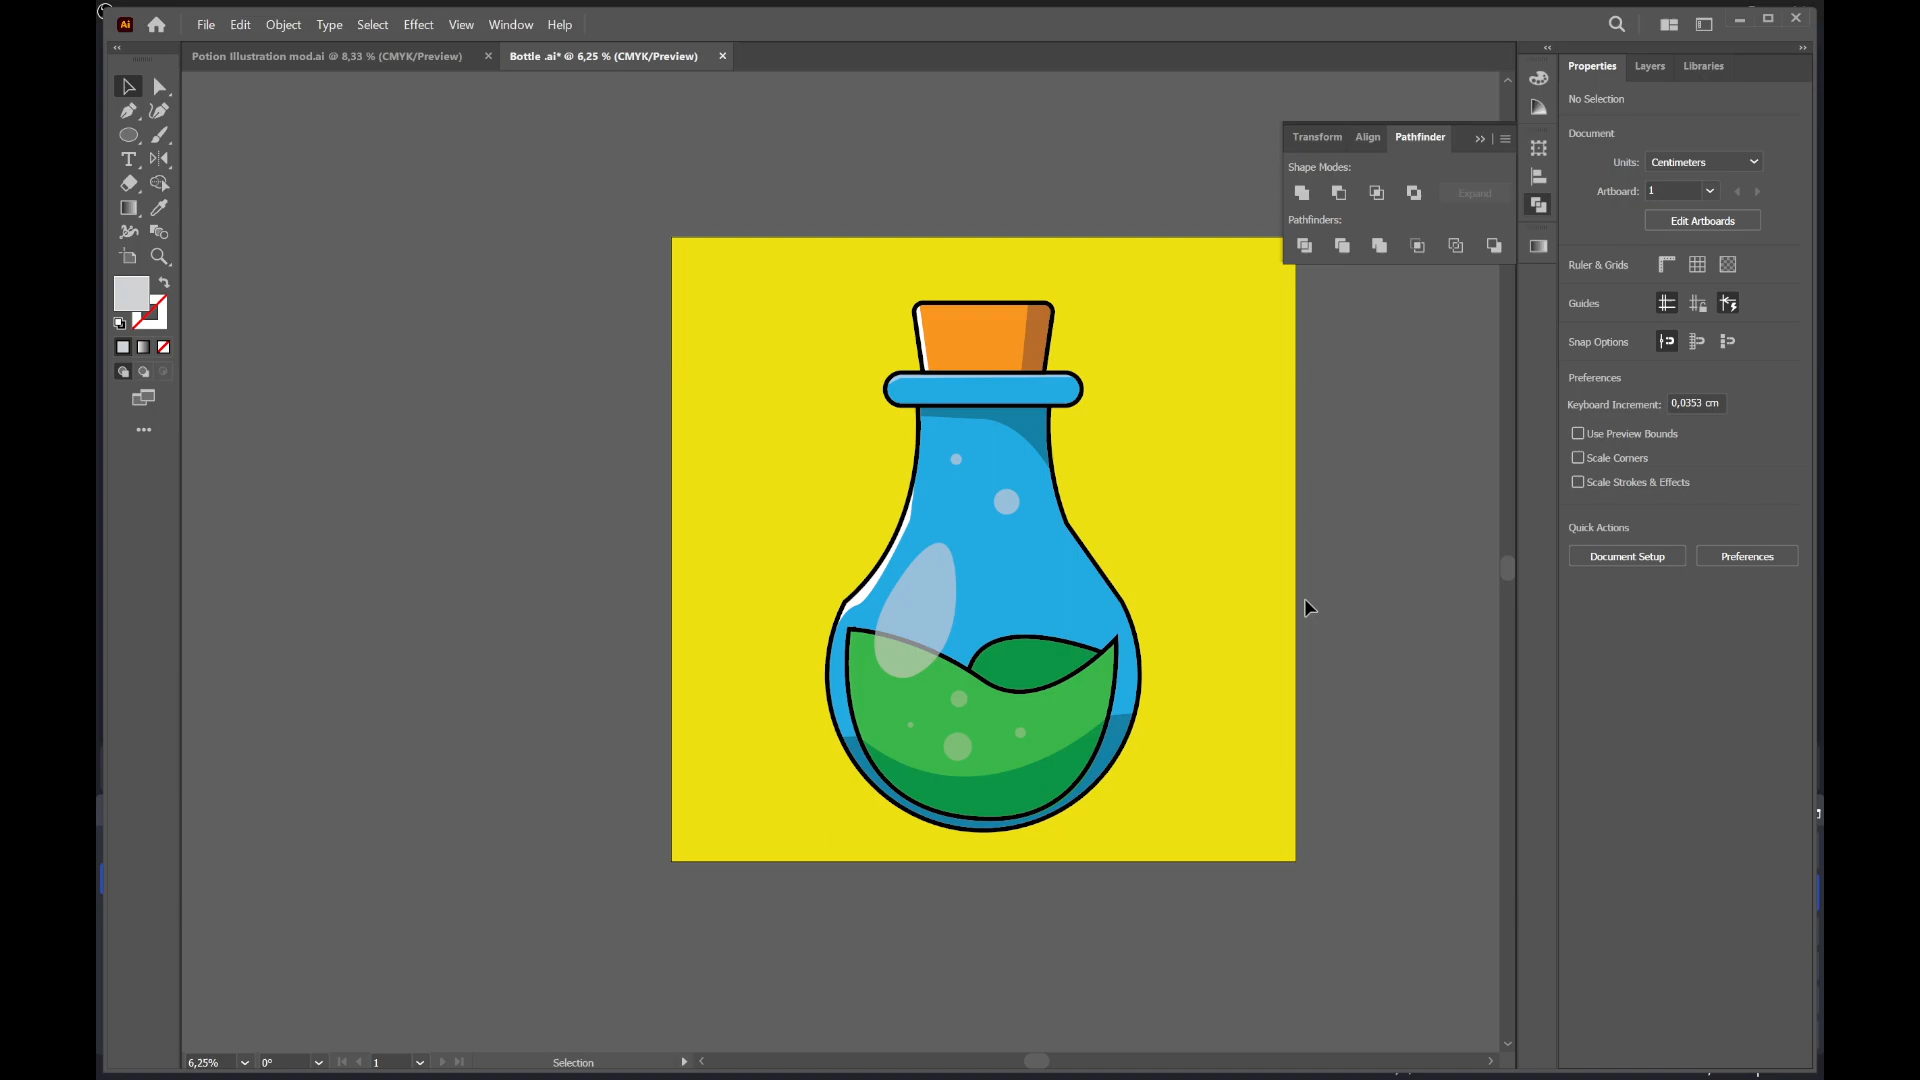 Ai File Edit Object Type Select Effect View Window Help
Potion Illustration mod.ai @ 8,33 % (CMYK/Preview)
Bottle .ai* @ 6,25 % (CMYK/Preview)
Transform Align Pathfinder
Shape Modes:
Expand
Pathfinders:
Properties Layers Libraries
No Selection
Document
Units: Centimeters
Artboard: 1
Edit Artboards
Ruler & Grids
Guides
Snap Options
Preferences
Keyboard Increment: 0,0353 cm
Use Preview Bounds
Scale Corners
Scale Strokes & Effects
Quick Actions
Document Setup Preferences
6,25% 0° 1 Selection